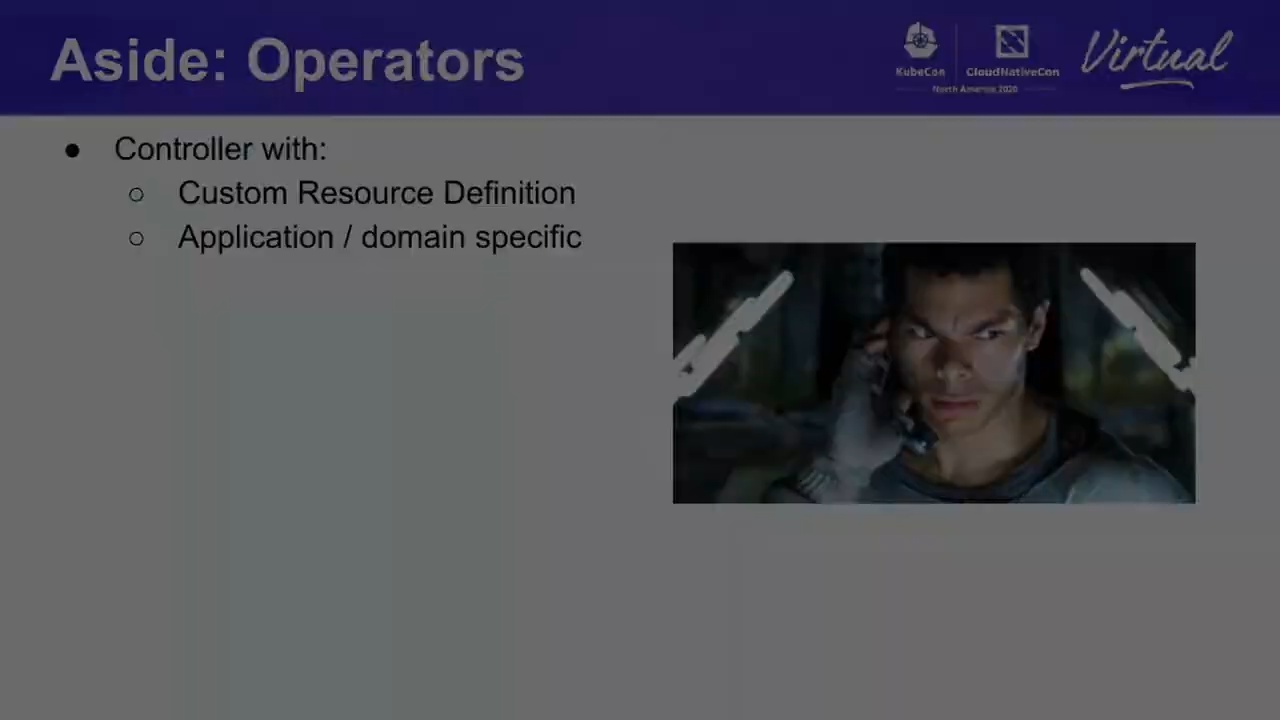 Aside: Operators
KubeCon
CloudNativeCon
North America 2020
Virtual
● Controller with:
○ Custom Resource Definition
○ Application / domain specific